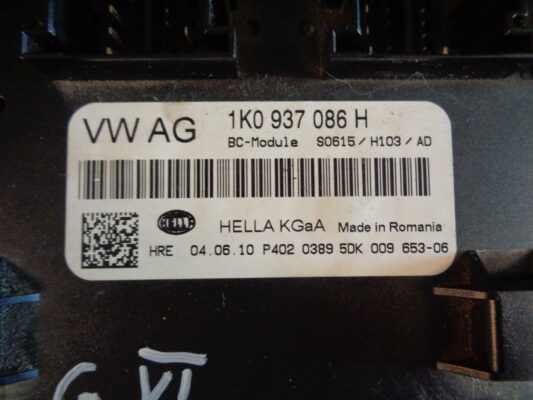 VW AG 1K0 937 086 H
BC-Module S0615/H103/AD
HELLA
HELLA KGaA Made in Romania
HRE 04.06.10 P402 0389 5DK 009 653-06
G VI